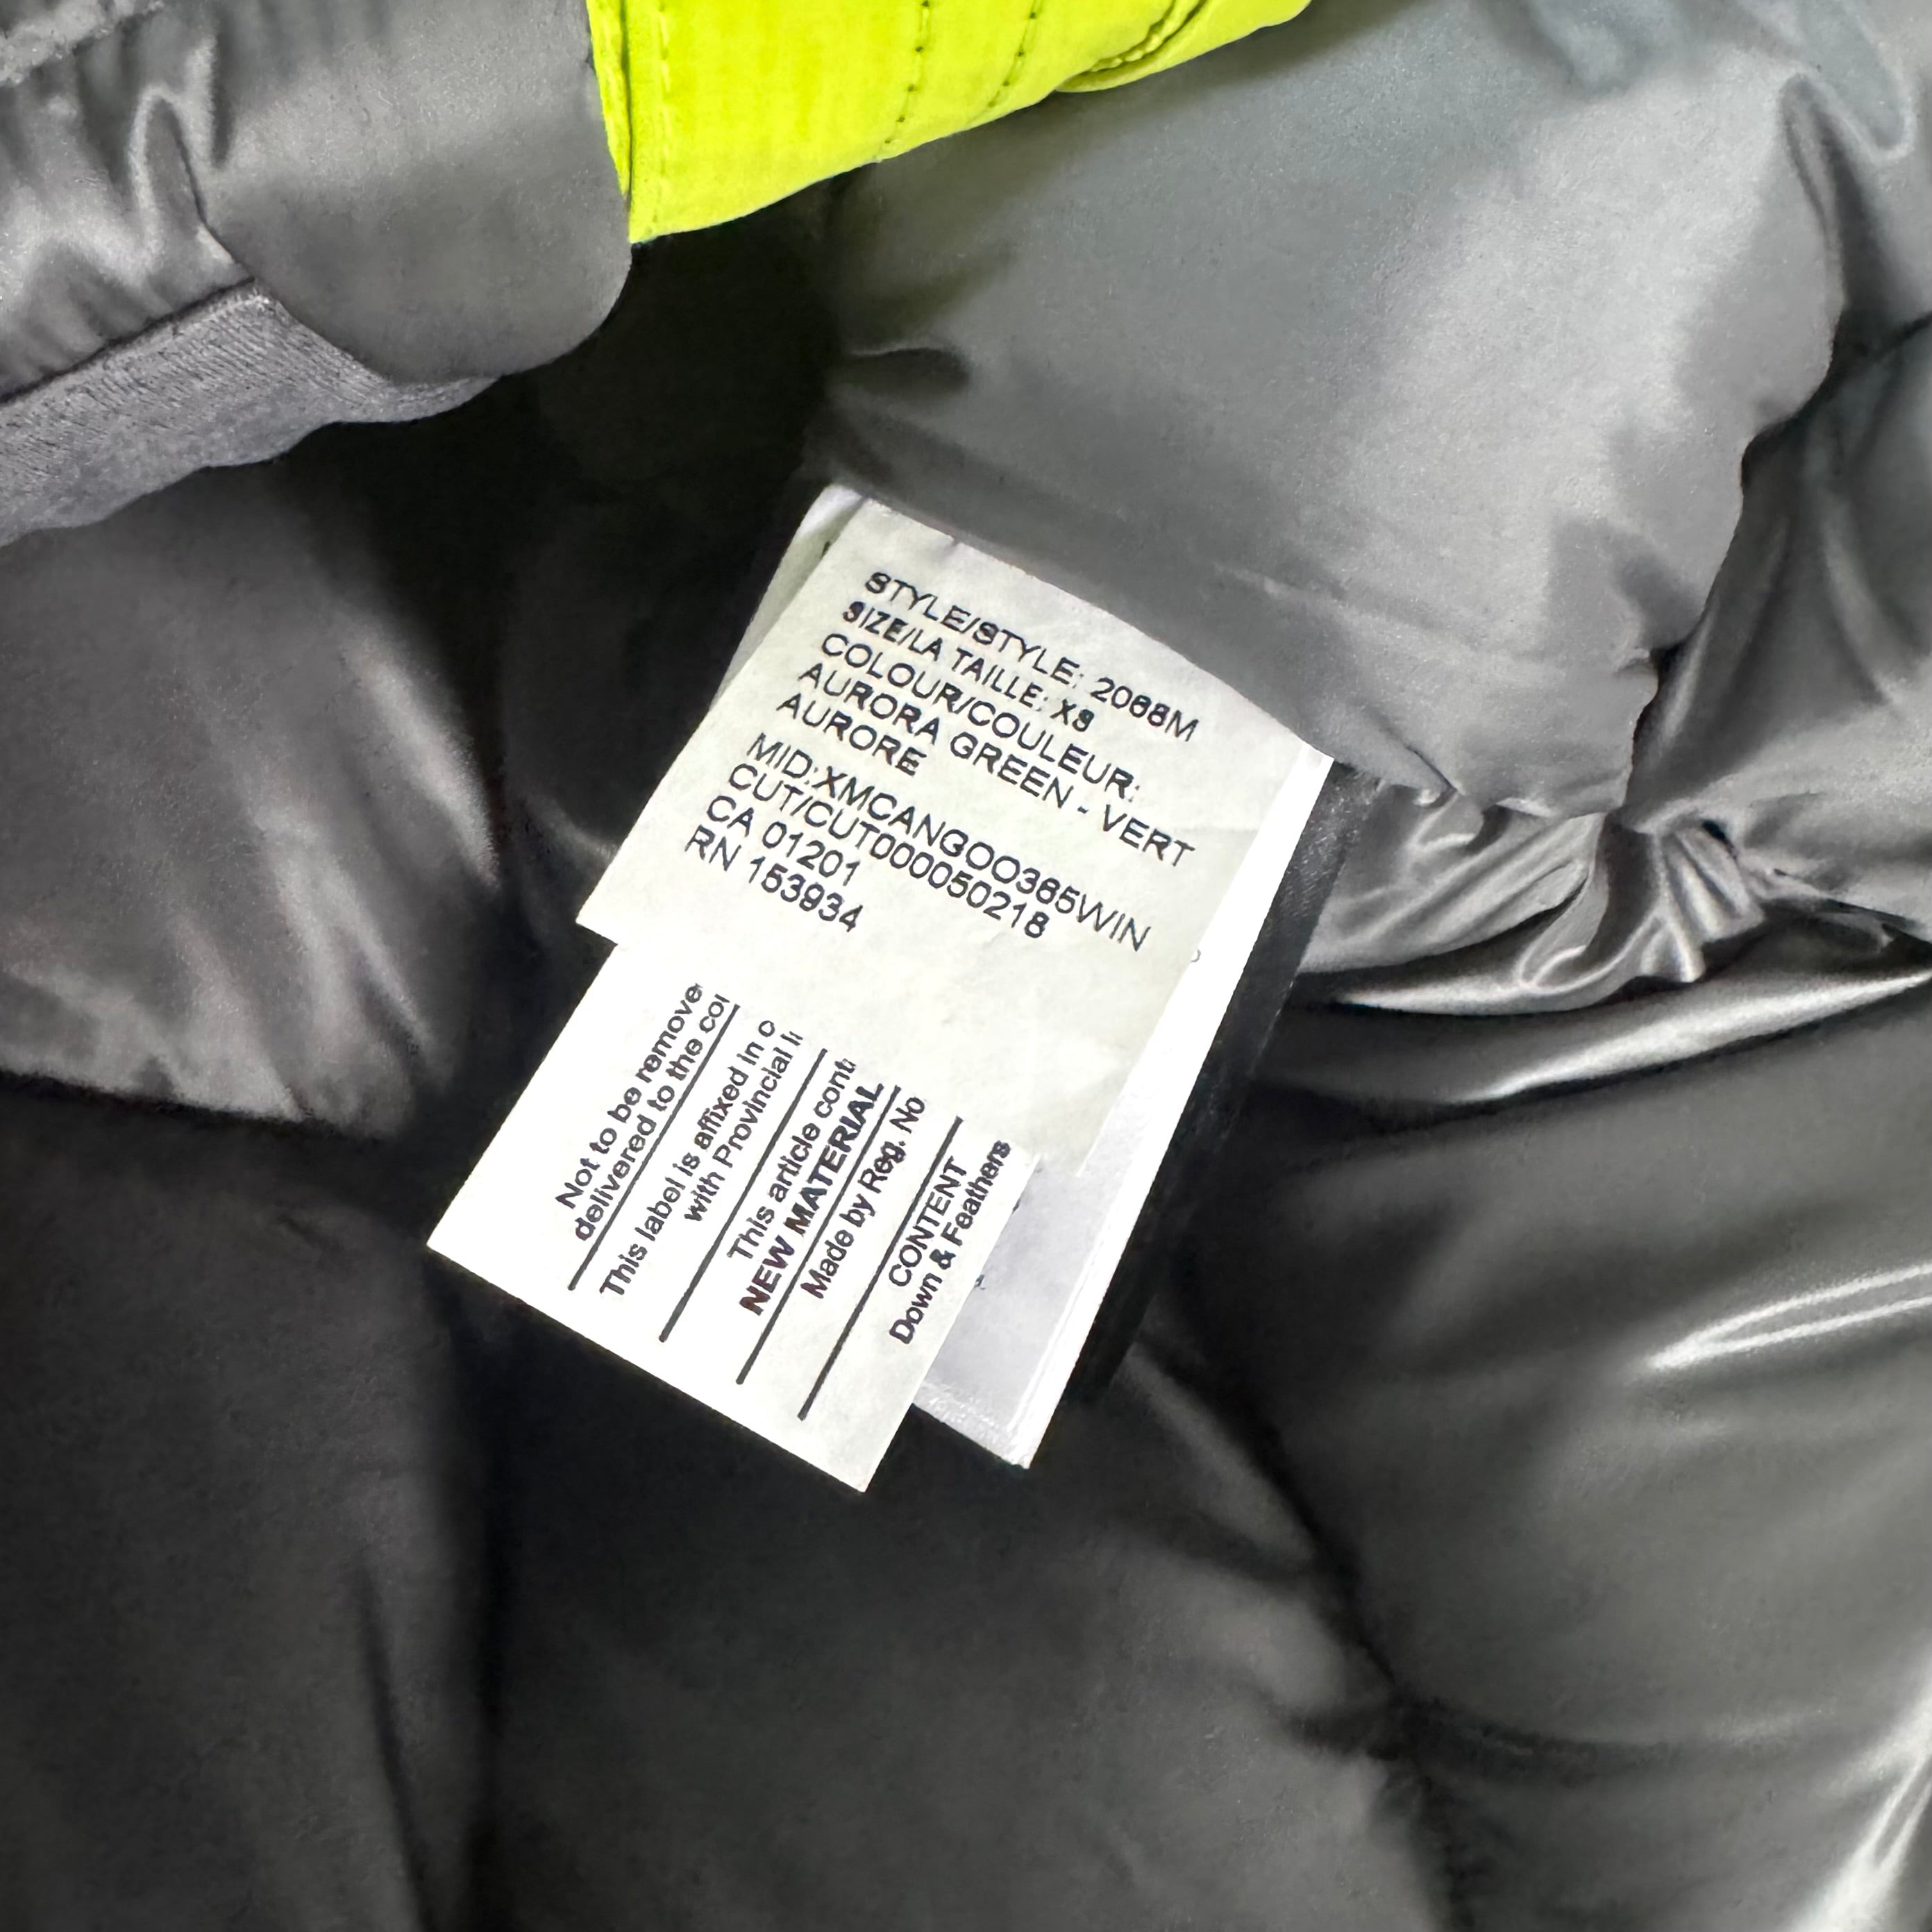 STYLE/STYLE: 2068M
SIZE/LA TAILLE: XS
COLOUR/COULEUR:
AURORA GREEN - VERT
AURORE
MID:XMCANGOO385WIN
CUT/CUT000050218
CA 01201
RN 153934
Not to be remove
delivered to the co
This label is affixed in o
with Provincial
This article cont
NEW MATERIAL
Made by Reg. No
CONTENT
Down & Feathers